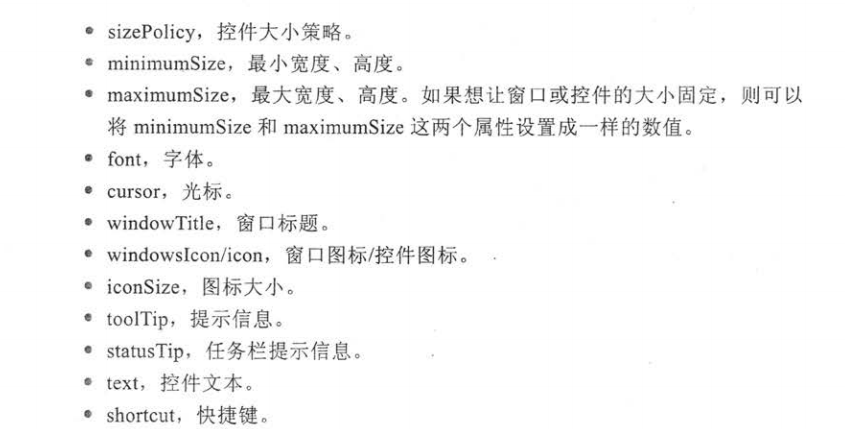 • sizePolicy，控件大小策略。
• minimumSize，最小宽度、高度。
• maximumSize，最大宽度、高度。如果想让窗口或控件的大小固定，则可以
将 minimumSize 和 maximumSize 这两个属性设置成一样的数值。
• font，字体。
• cursor，光标。
• windowTitle，窗口标题。
• windowsIcon/icon，窗口图标/控件图标。
• iconSize，图标大小。
• toolTip，提示信息。
• statusTip，任务栏提示信息。
• text，控件文本。
• shortcut，快捷键。